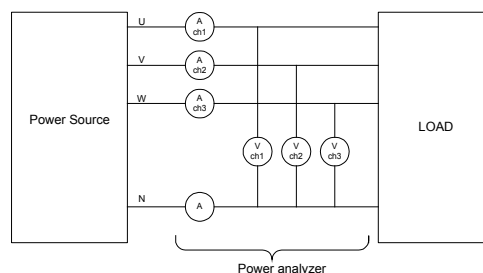 U
A
ch1
V
A
ch2
W
A
ch3
Power Source
LOAD
V
ch1
V
ch2
V
ch3
N
A
Power analyzer